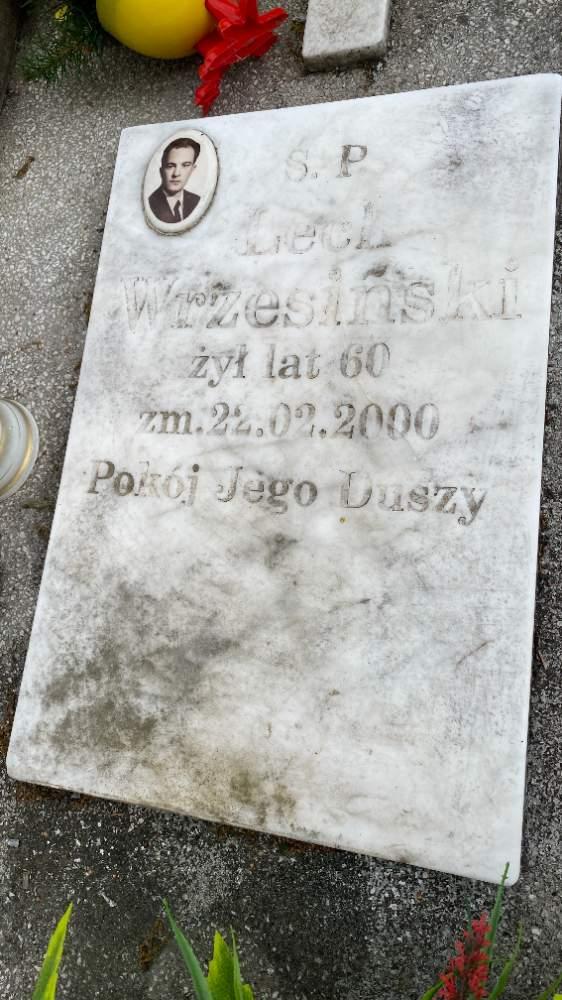 Ś. P
Lech
Wrzesiński
żył lat 60
zm. 22.02.2000
Pokój Jego Duszy